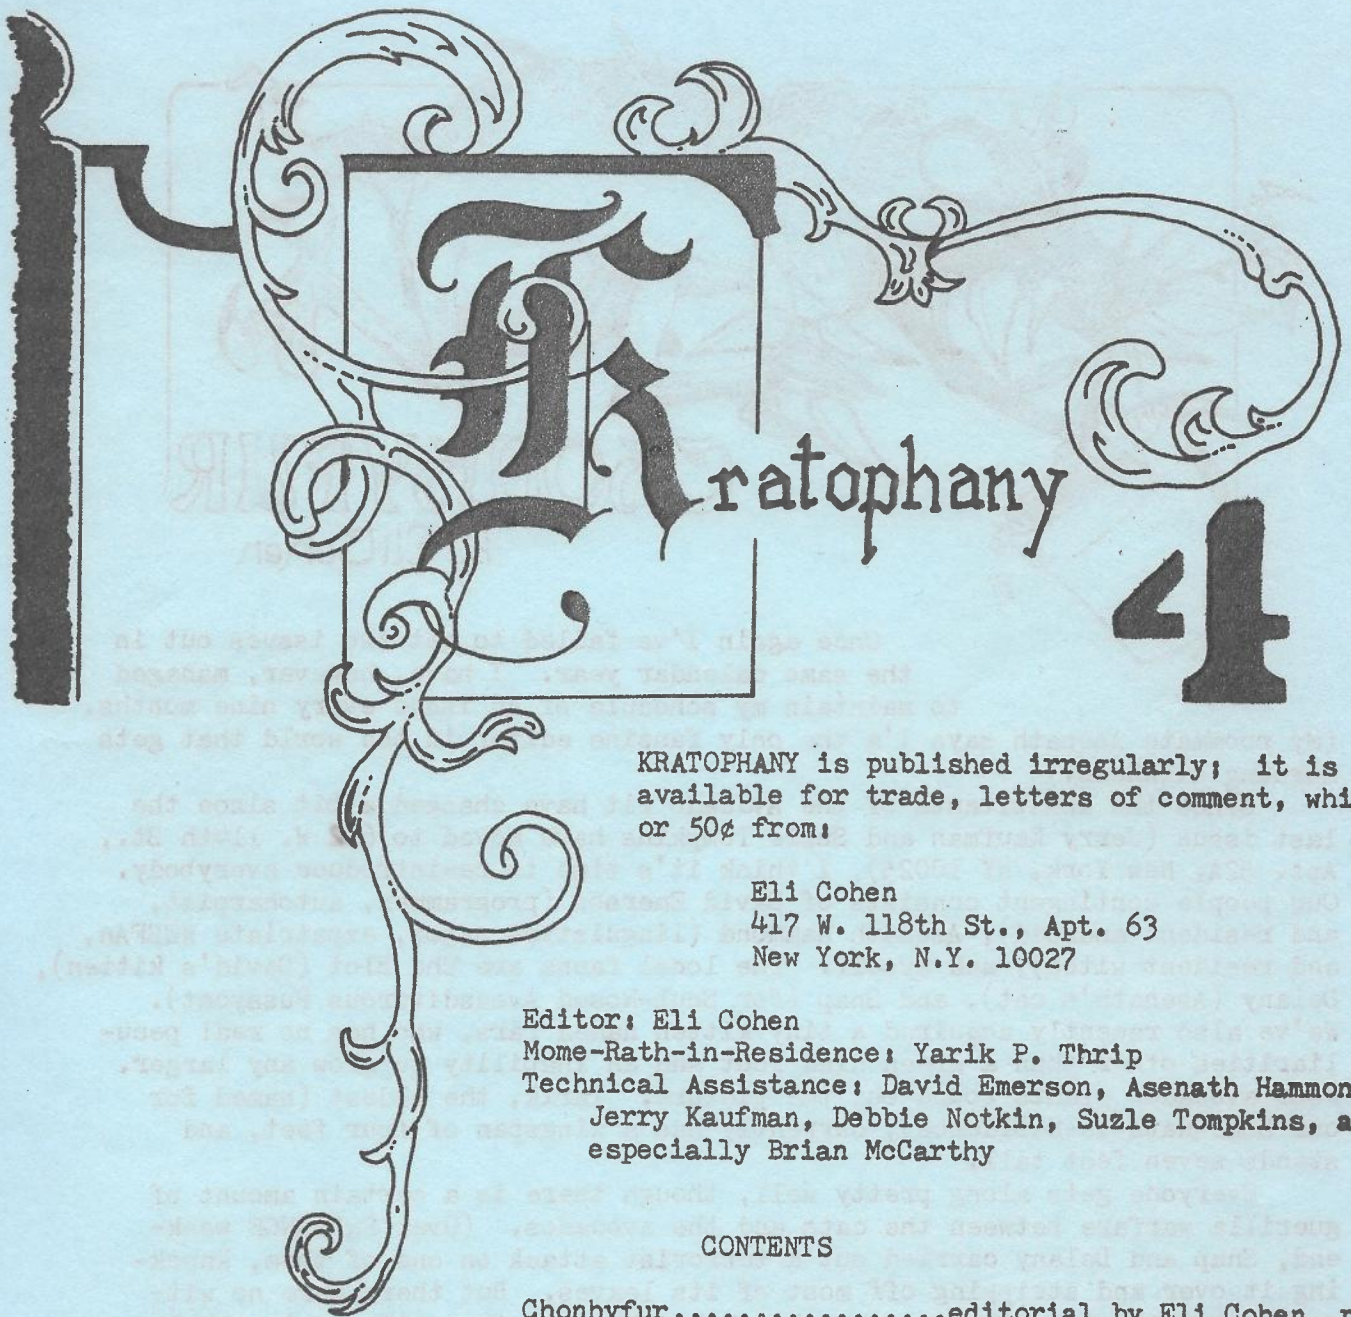 Kratophany
4
KRATOPHANY is published irregularly; it is
available for trade, letters of comment, whi
or 50¢ from:
Eli Cohen
417 W. 118th St., Apt. 63
New York, N.Y. 10027
Editor: Eli Cohen
Mome-Rath-in-Residence: Yarik P. Thrip
Technical Assistance: David Emerson, Asenath Hammon
Jerry Kaufman, Debbie Notkin, Suzle Tompkins, a
especially Brian McCarthy
CONTENTS
Chonhyfur..................editorial by Eli Cohen